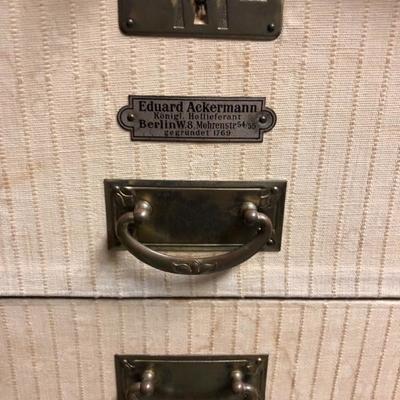 Eduard Ackermann
Königl. Hoflieferant
Berlin W.8, Mohrenstr 54/55
gegründet 1769